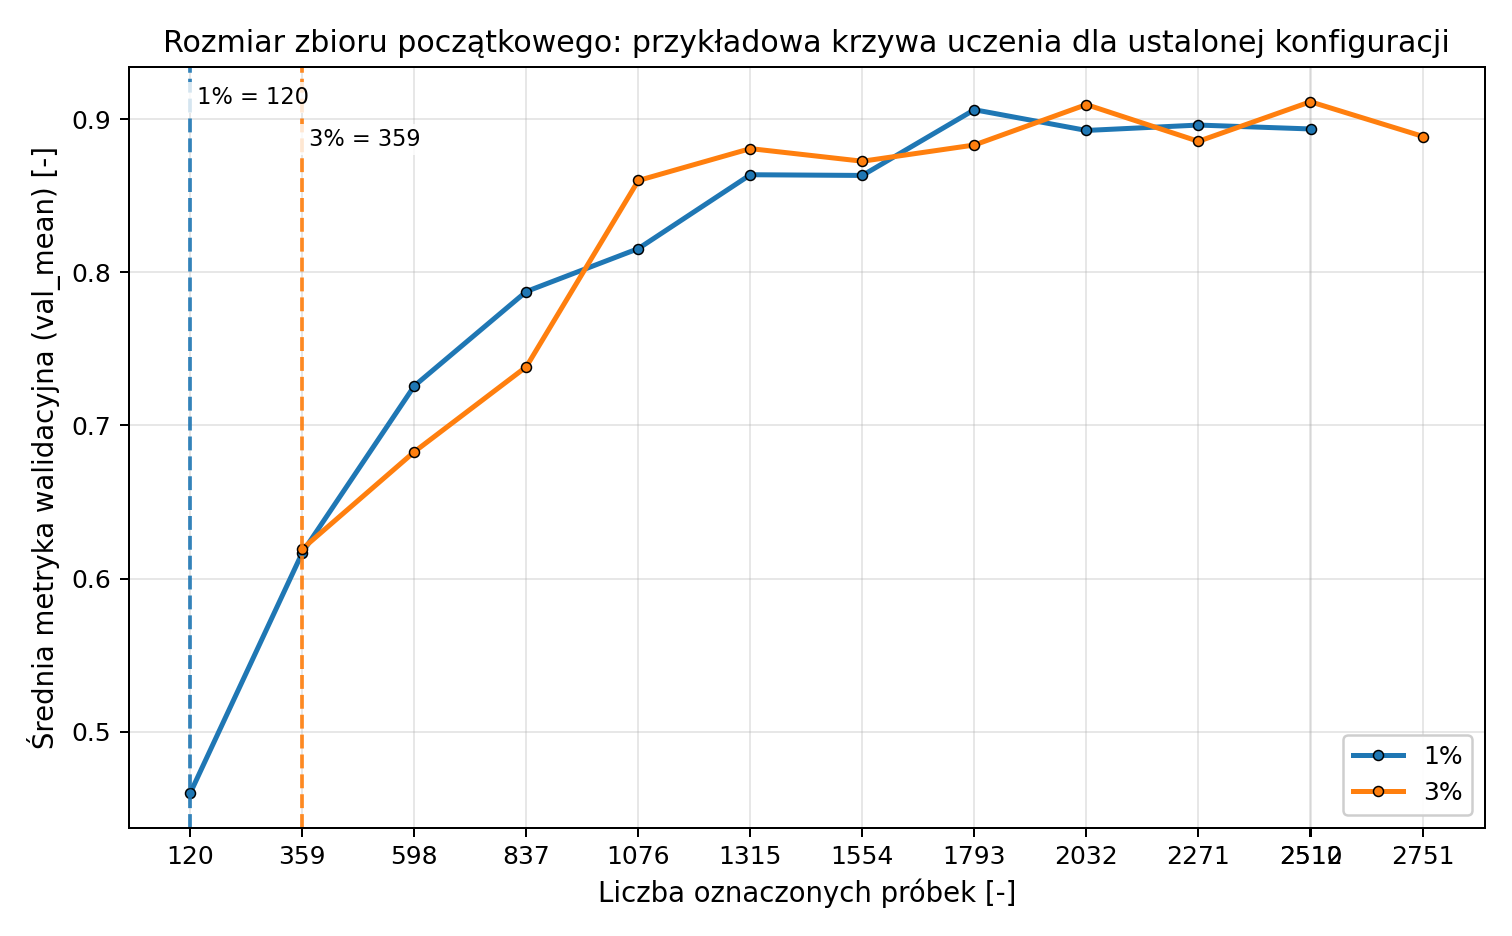 Rozmiar zbioru początkowego: przykładowa krzywa uczenia dla ustalonej konfiguracji
1% = 120
3% = 359
Średnia metryka walidacyjna (val_mean) [-]
0.9
0.8
0.7
0.6
0.5
1%
3%
120 359 598 837 1076 1315 1554 1793 2032 2271 2751
Liczba oznaczonych próbek [-]